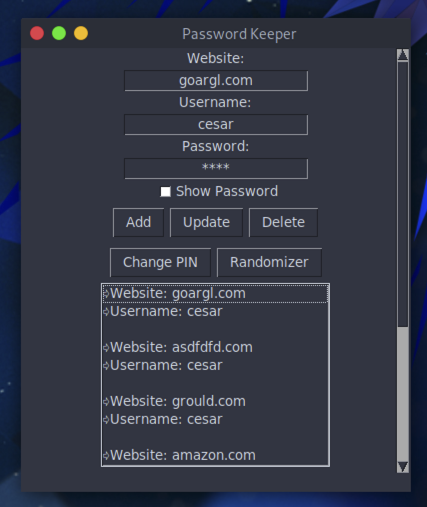 Password Keeper
Website:
goargl.com
Username:
cesar
Password:
****
Show Password
Add Update Delete
Change PIN Randomizer
➩Website: goargl.com
➩Username: cesar
➩Website: asdfdfd.com
➩Username: cesar
➩Website: grould.com
➩Username: cesar
➩Website: amazon.com